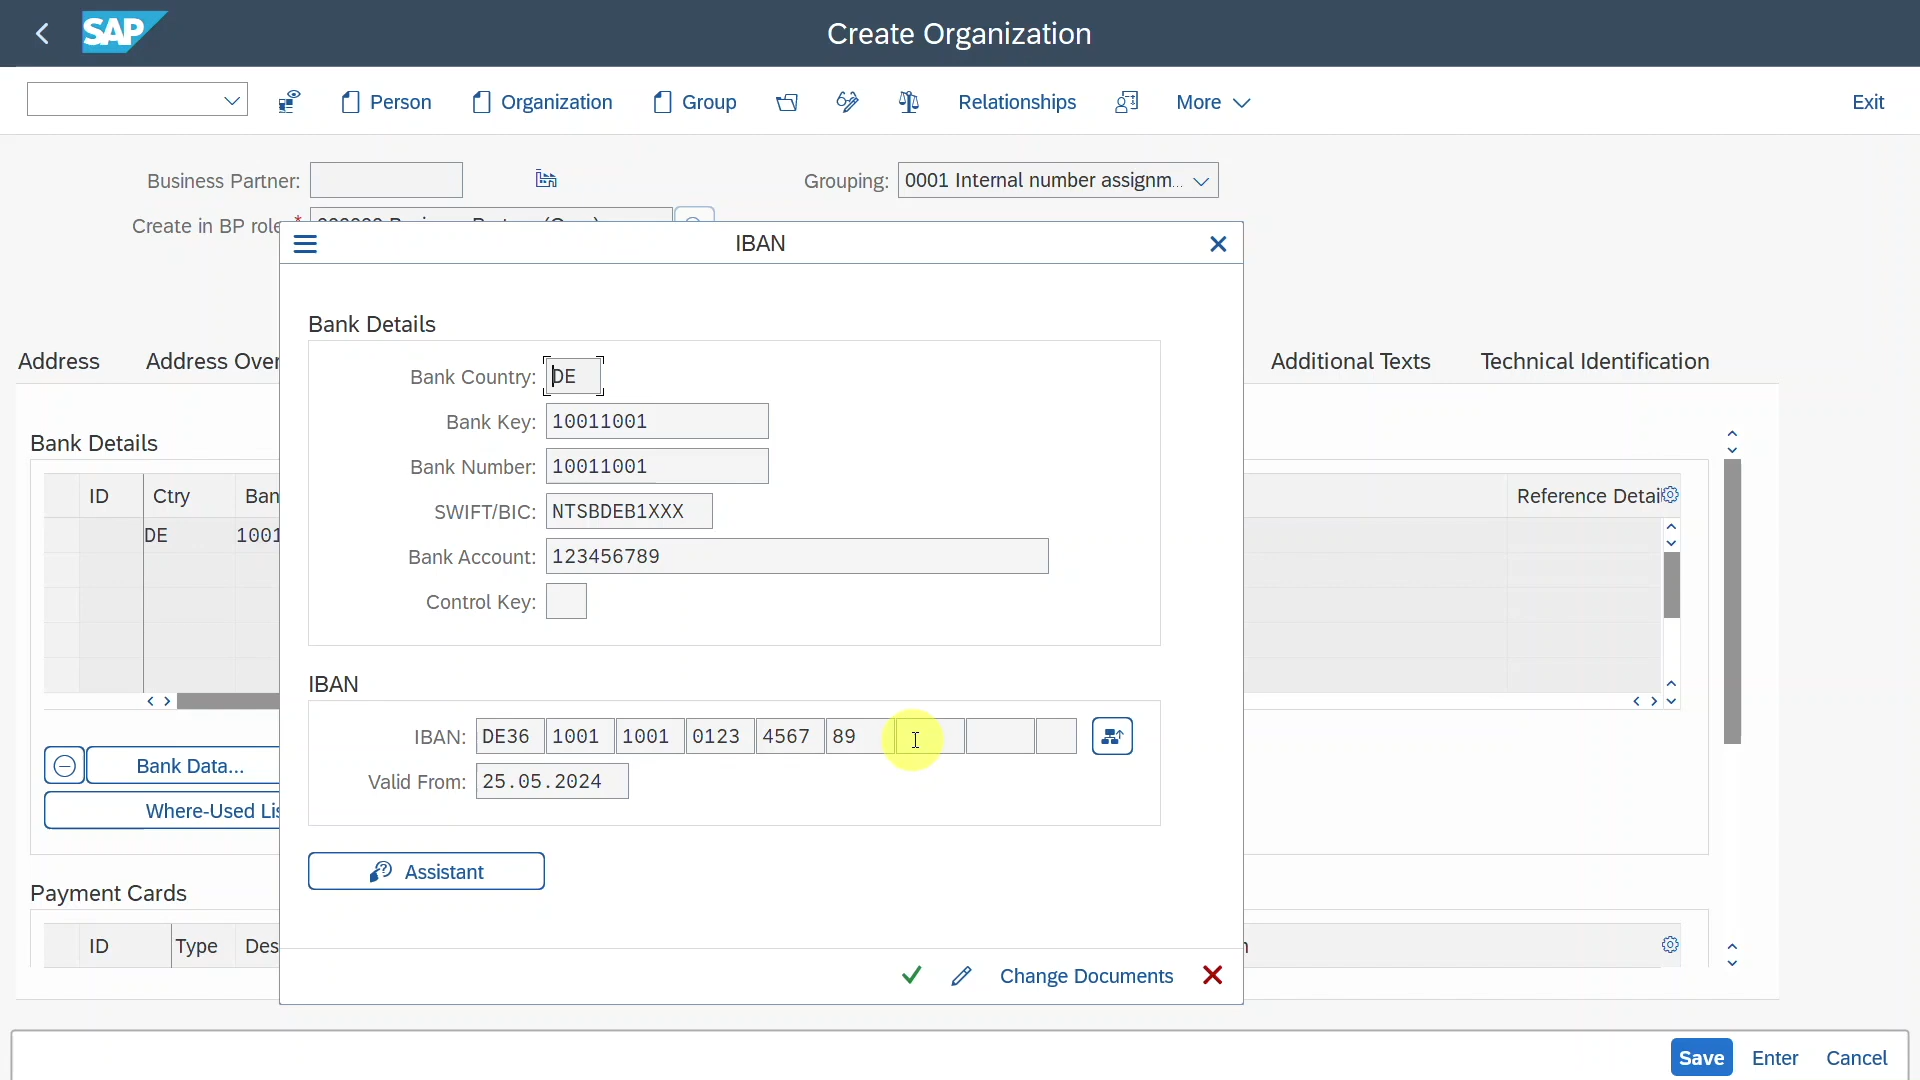 SAP
Create Organization
Person
Organization
Group
Relationships
More
Exit
Business Partner:
Grouping:
0001 Internal number assignm...
Create in BP role
IBAN
Bank Details
Bank Country:
DE
Bank Key:
10011001
Bank Number:
10011001
SWIFT/BIC:
NTSBDEB1XXX
Bank Account:
123456789
Control Key:
IBAN
IBAN:
DE36 1001 1001 0123 4567 89
Valid From:
25.05.2024
Assistant
Change Documents
Address
Address Over
Additional Texts
Technical Identification
Bank Details
ID
Ctry
Ban
Reference Detai
DE
1001
Bank Data...
Where-Used Lis
Payment Cards
ID
Type
Des
Save
Enter
Cancel